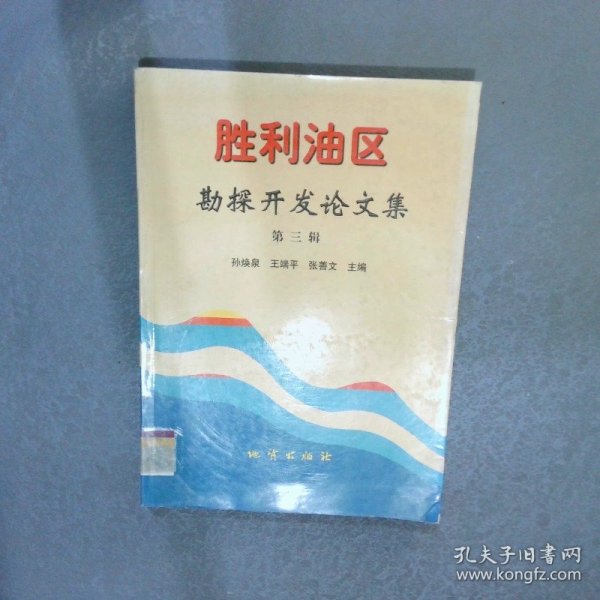 胜利油区
勘探开发论文集
第三辑
孙焕泉 王端平 张善文 主编
地质出版社
孔夫子旧书网
www.kongfz.com